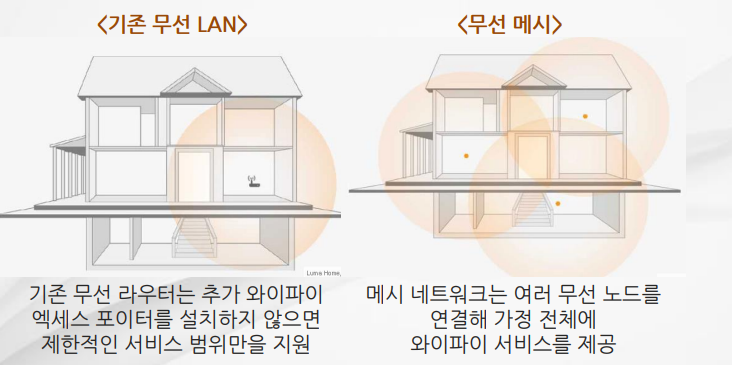 <기존 무선 LAN>
<무선 메시>
Luma Home,
기존 무선 라우터는 추가 와이파이
엑세스 포이터를 설치하지 않으면
제한적인 서비스 범위만을 지원
메시 네트워크는 여러 무선 노드를
연결해 가정 전체에
와이파이 서비스를 제공